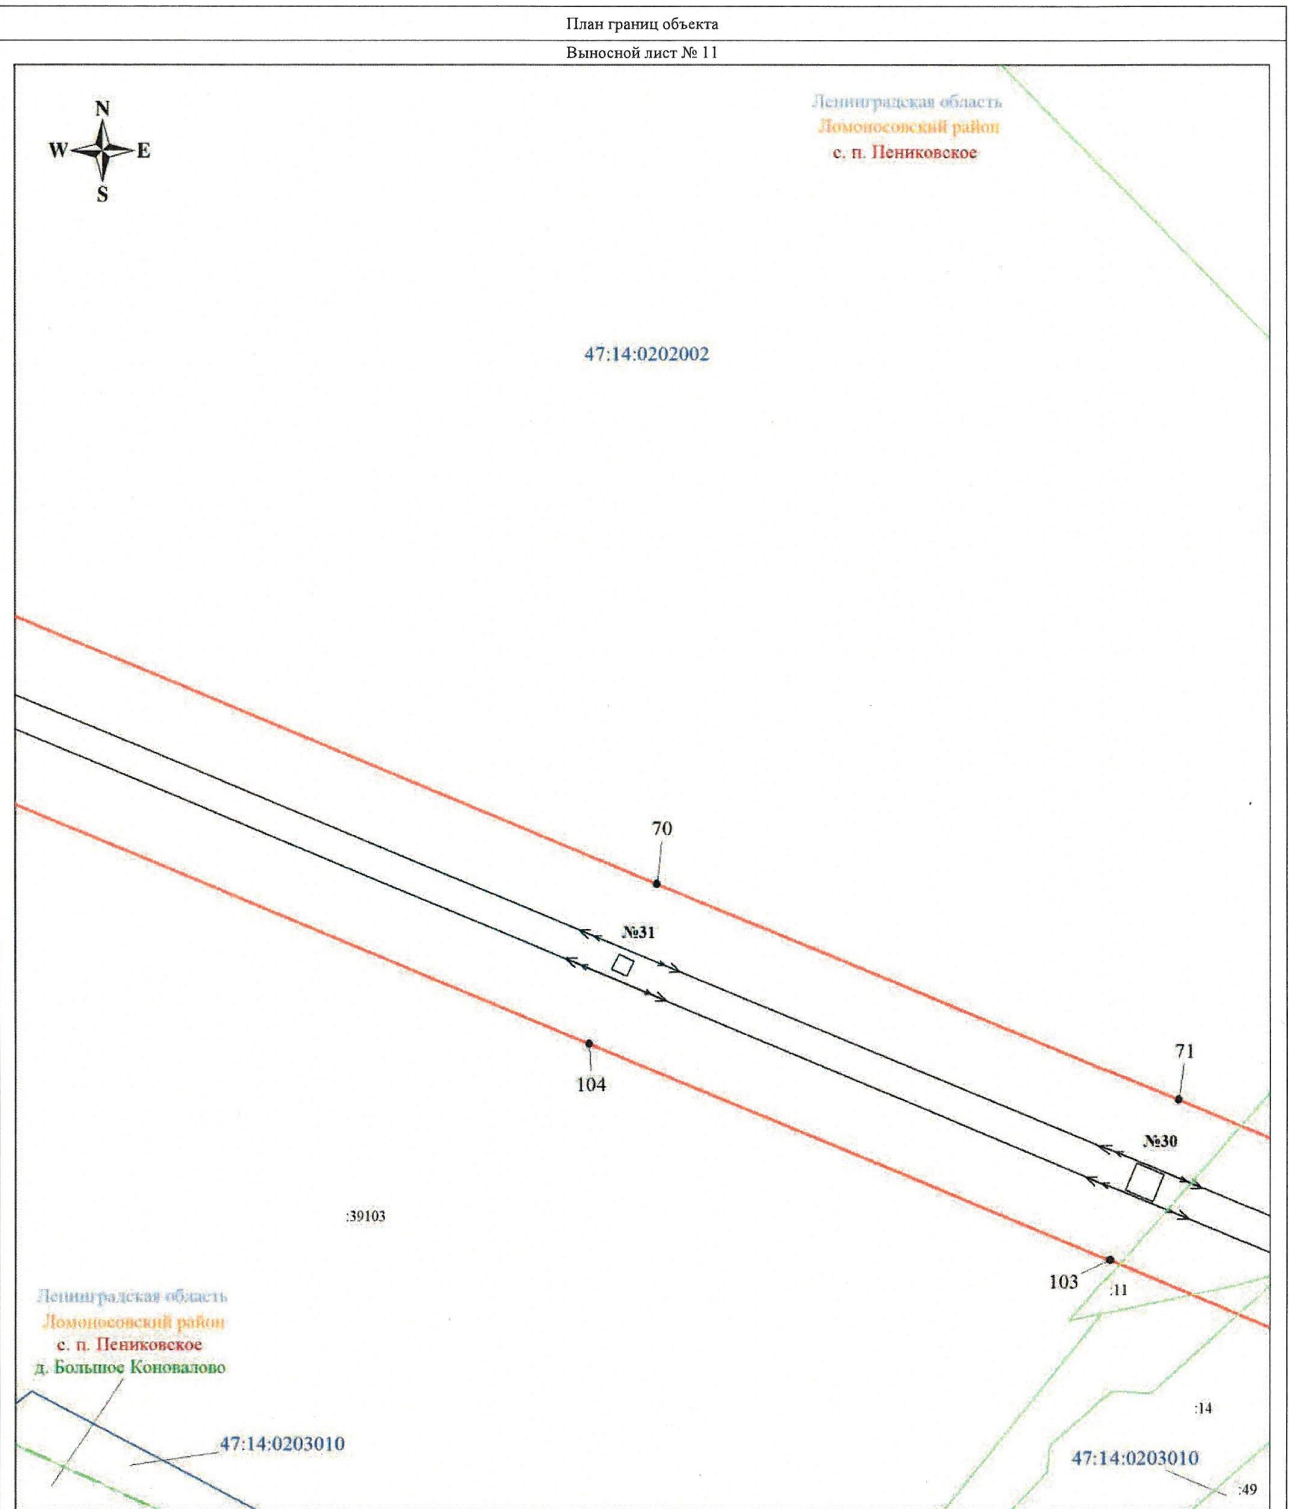 План границ объекта
Выносной лист № 11
N
W E
S
Ленинградская область
Ломоносовский район
с. п. Пениковское
47:14:0202002
70
№31
71
104
№30
:39103
103
:11
Ленинградская область
Ломоносовский район
с. п. Пениковское
д. Большое Коновалово
:14
47:14:0203010
47:14:0203010
:49